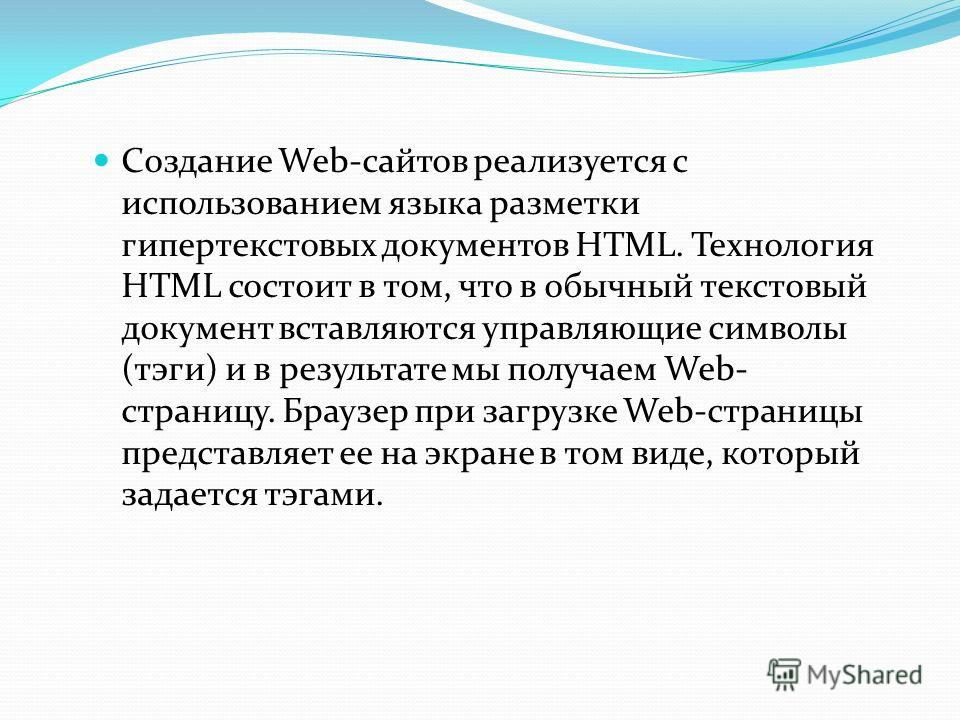 Создание Web-сайтов реализуется с
использованием языка разметки
гипертекстовых документов HTML. Технология
HTML состоит в том, что в обычный текстовый
документ вставляются управляющие символы
(тэги) и в результате мы получаем Web-
страницу. Браузер при загрузке Web-страницы
представляет ее на экране в том виде, который
задается тэгами.
MyShared